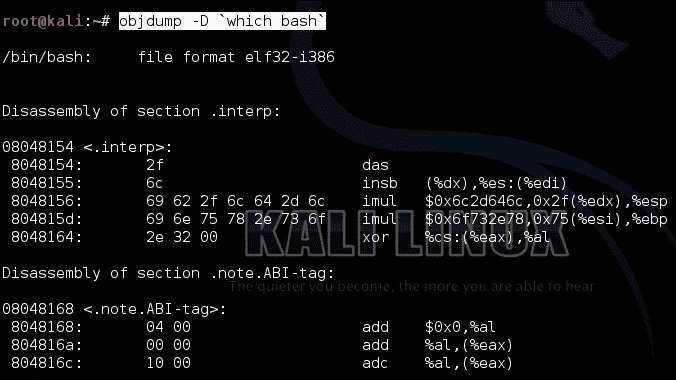 root@kali:~# objdump -D `which bash`
/bin/bash:     file format elf32-i386
Disassembly of section .interp:
08048154 <.interp>:
 8048154:	2f                   	das
 8048155:	6c                   	insb   (%dx),%es:(%edi)
 8048156:	69 62 2f 6c 64 2d 6c 	imul   $0x6c2d646c,0x2f(%edx),%esp
 804815d:	69 6e 75 78 2e 73 6f 	imul   $0x6f732e78,0x75(%esi),%ebp
 8048164:	2e 32 00             	xor    %cs:(%eax),%al
KALI LINUX
Disassembly of section .note.ABI-tag:
The quieter you become, the more you are able to hear
08048168 <.note.ABI-tag>:
 8048168:	04 00                	add    $0x0,%al
 804816a:	00 00                	add    %al,(%eax)
 804816c:	10 00                	adc    %al,(%eax)